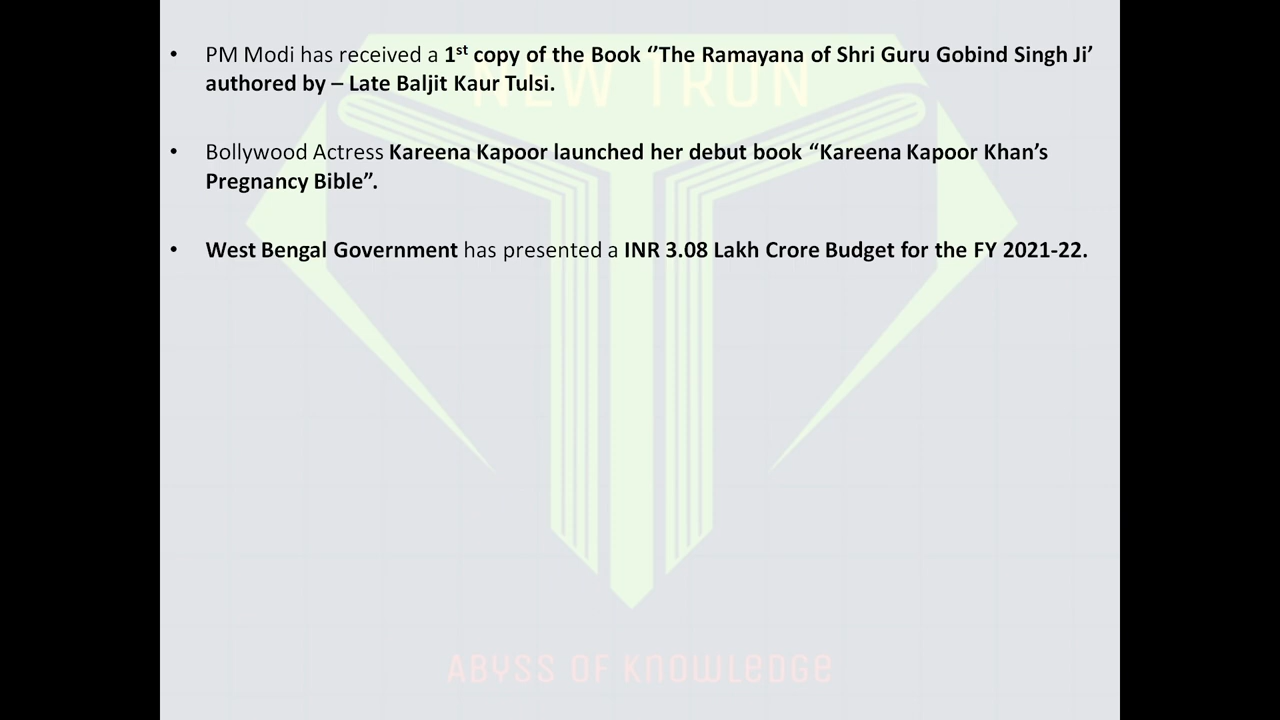 NEW TRON
• PM Modi has received a 1st copy of the Book ‘’The Ramayana of Shri Guru Gobind Singh Ji’
authored by – Late Baljit Kaur Tulsi.
• Bollywood Actress Kareena Kapoor launched her debut book “Kareena Kapoor Khan’s
Pregnancy Bible”.
• West Bengal Government has presented a INR 3.08 Lakh Crore Budget for the FY 2021-22.
ABYSS OF KNOWLEDGE